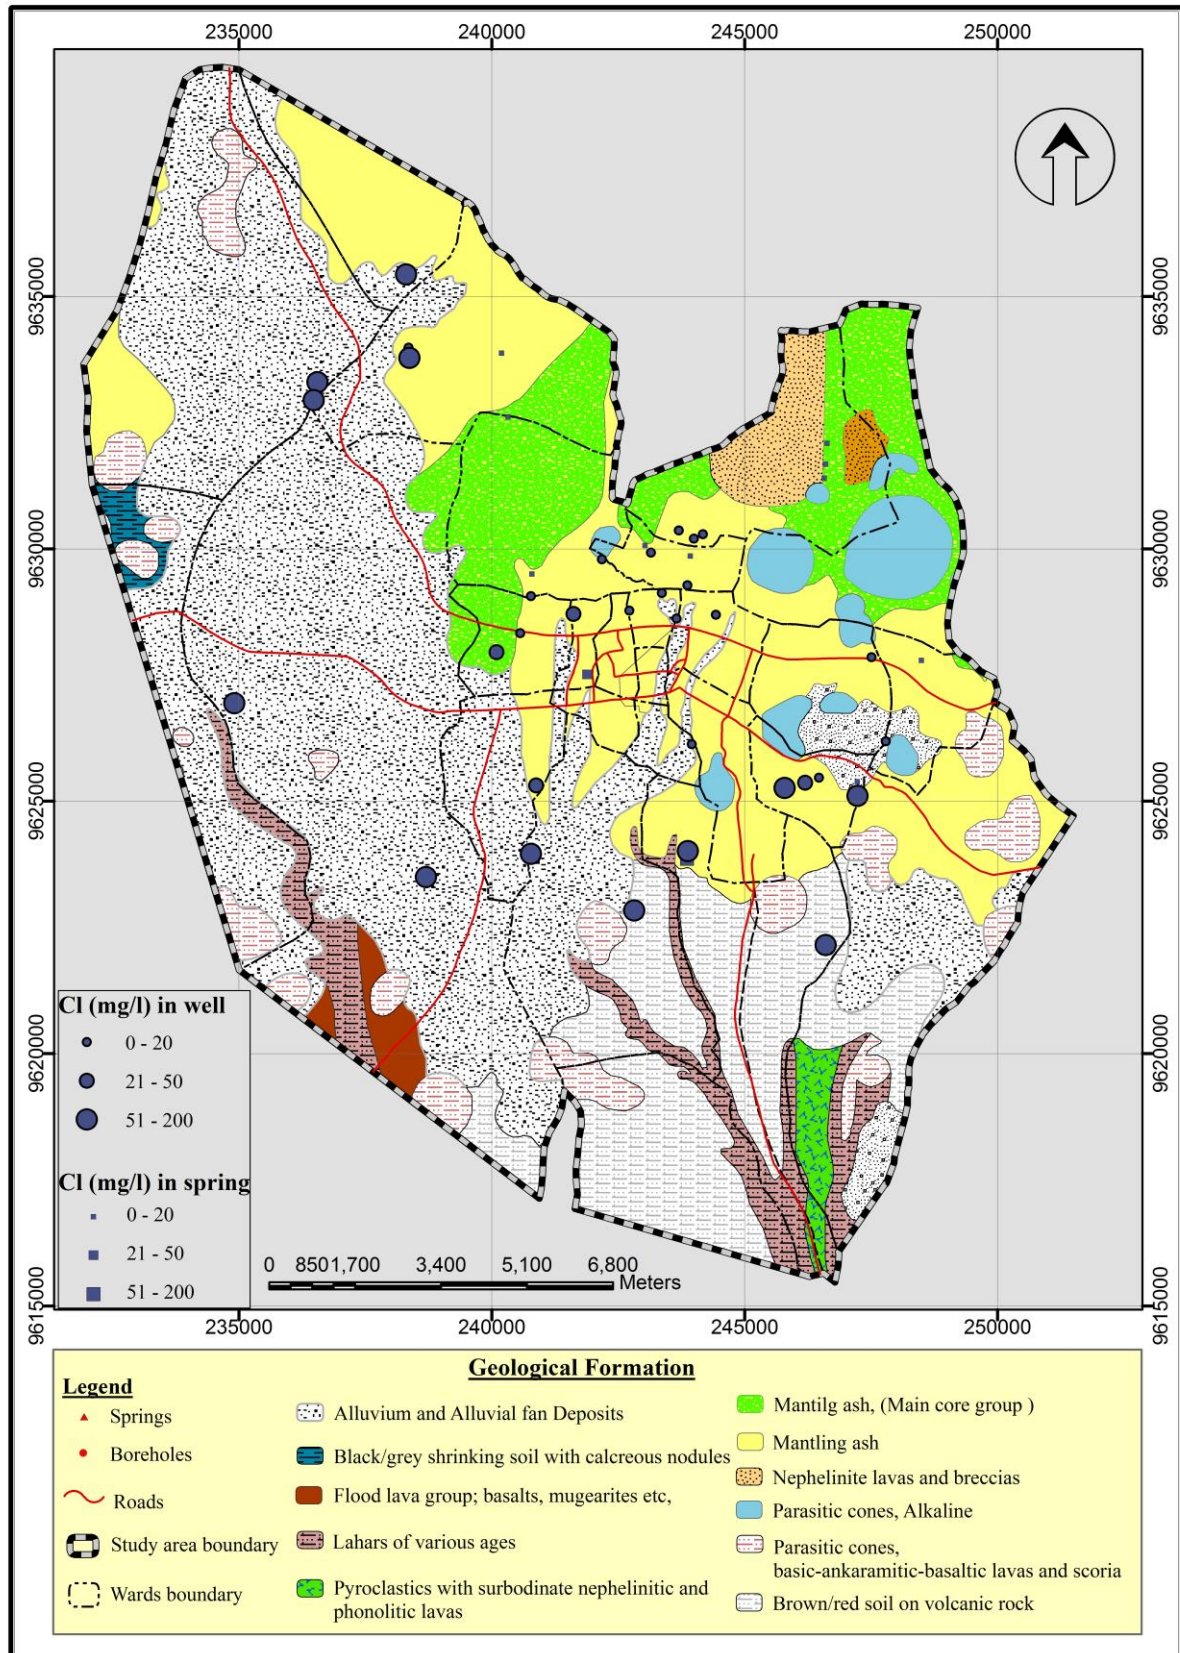 235000
240000
245000
250000
9635000
9635000
9630000
9630000
9625000
9625000
9620000
9620000
9615000
9615000
Cl (mg/l) in well
0 - 20
21 - 50
51 - 200
Cl (mg/l) in spring
0 - 20
21 - 50
51 - 200
0 850 1,700 3,400 5,100 6,800
Meters
235000
240000
245000
250000
Geological Formation
Legend
Springs
Boreholes
Roads
Study area boundary
Wards boundary
Alluvium and Alluvial fan Deposits
Black/grey shrinking soil with calcreous nodules
Flood lava group; basalts, mugearites etc,
Lahars of various ages
Pyroclastics with surbodinate nephelinitic and
phonolitic lavas
Mantilg ash, (Main core group )
Mantling ash
Nephelinite lavas and breccias
Parasitic cones, Alkaline
Parasitic cones,
basic-ankaramitic-basaltic lavas and scoria
Brown/red soil on volcanic rock